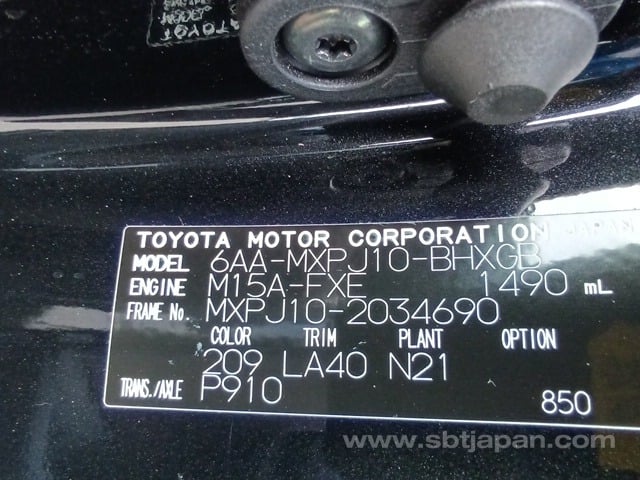 TOYOTA MOTOR CORPORATION JAPAN
MODEL 6AA-MXPJ10-BHXGB
ENGINE M15A-FXE 1490 mL
FRAME No. MXPJ10-2034690
COLOR TRIM PLANT OPTION
209 LA40 N21
TRANS./AXLE P910
850
www.sbtjapan.com